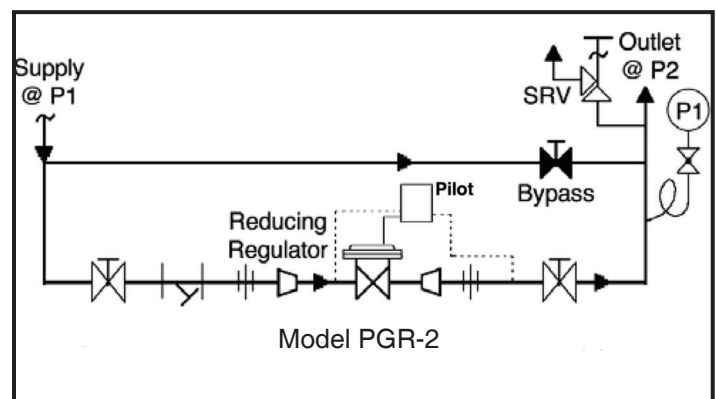 Supply
@ P1
Outlet
@ P2
SRV
P1
Bypass
Pilot
Reducing
Regulator
Model PGR-2